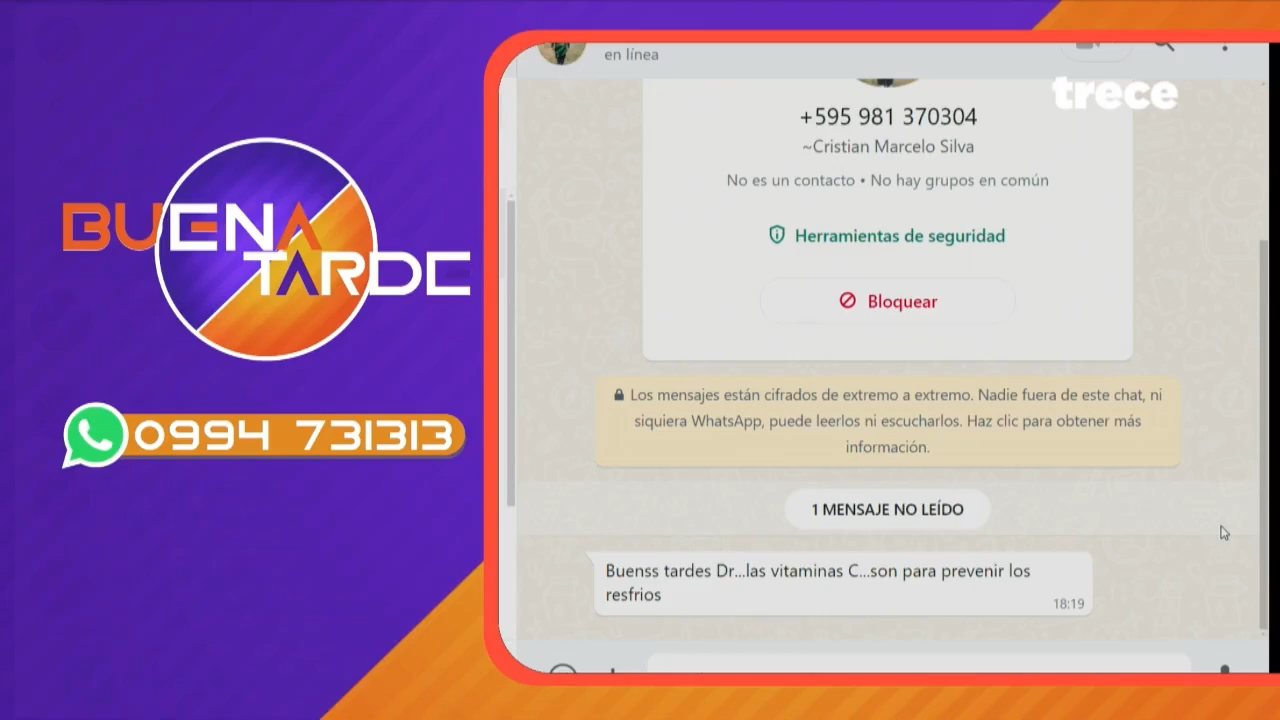 BUENA
TARDE
0994 731313
en línea
trece
+595 981 370304
~Cristian Marcelo Silva
No es un contacto • No hay grupos en común
Herramientas de seguridad
Bloquear
Los mensajes están cifrados de extremo a extremo. Nadie fuera de este chat, ni
siquiera WhatsApp, puede leerlos ni escucharlos. Haz clic para obtener más
información.
1 MENSAJE NO LEÍDO
Buenss tardes Dr...las vitaminas C...son para prevenir los
resfrios
18:19